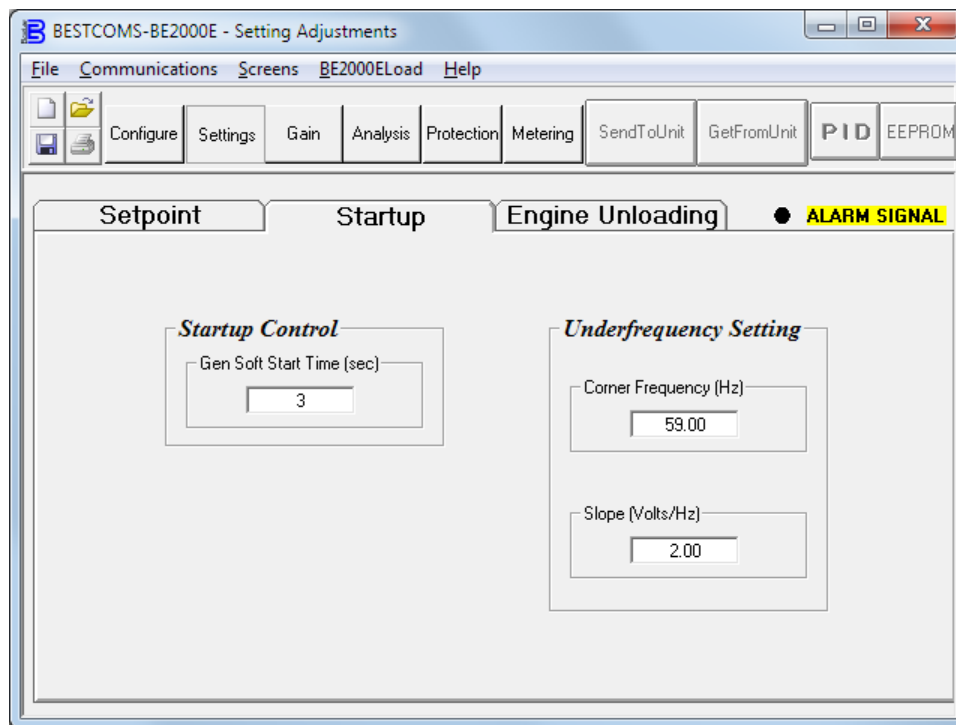 BESTCOMS-BE2000E - Setting Adjustments
File Communications Screens BE2000ELoad Help
Configure Settings Gain Analysis Protection Metering SendToUnit GetFromUnit PID EEPROM
Setpoint Startup Engine Unloading ALARM SIGNAL
Startup Control
Gen Soft Start Time (sec)
3
Underfrequency Setting
Corner Frequency (Hz)
59.00
Slope (Volts/Hz)
2.00